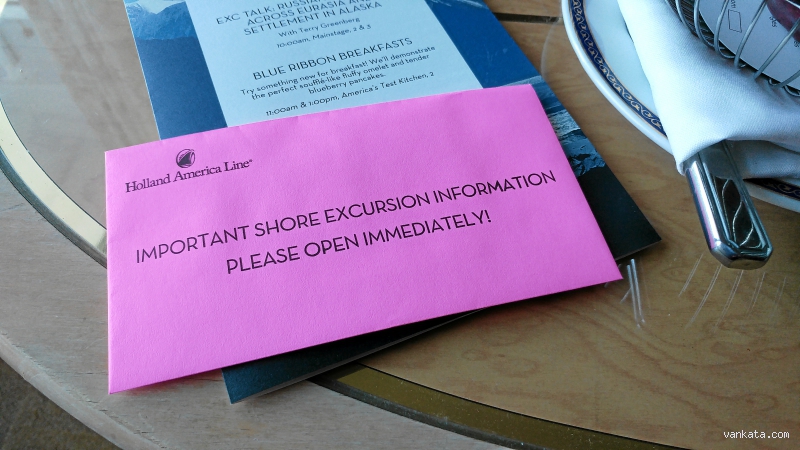 EXC TALK: RUSSIA
ACROSS EURASIA AN
SETTLEMENT IN ALASKA
With Terry Greenberg
10:00am, Mainstage, 2 & 3
BLUE RIBBON BREAKFASTS
Try something new for breakfast! We'll demonstrate
the perfect soufflé-like fluffy omelet and tender
blueberry pancakes.
11:00am & 1:00pm, America's Test Kitchen, 2
Holland America Line®
IMPORTANT SHORE EXCURSION INFORMATION
PLEASE OPEN IMMEDIATELY!
vankata.com